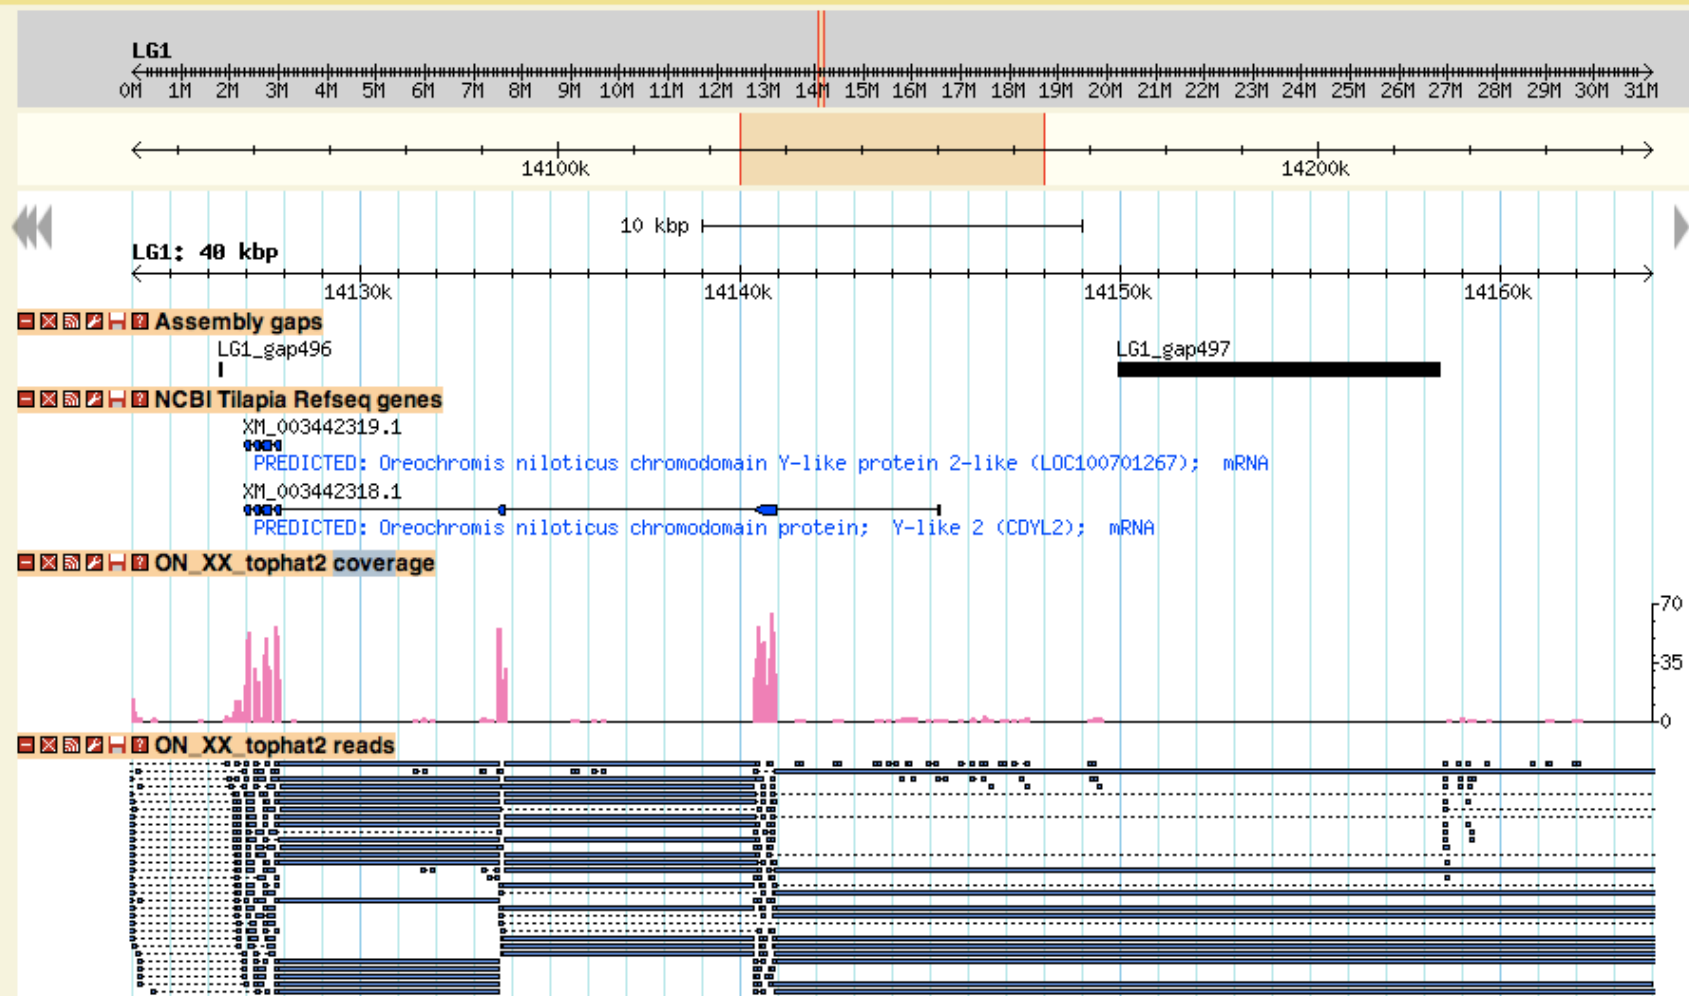 LG1
0M 1M 2M 3M 4M 5M 6M 7M 8M 9M 10M 11M 12M 13M 14M 15M 16M 17M 18M 19M 20M 21M 22M 23M 24M 25M 26M 27M 28M 29M 30M 31M
14100k 14200k
10 kbp
LG1: 40 kbp
14130k 14140k 14150k 14160k
Assembly gaps
LG1_gap496 LG1_gap497
NCBI Tilapia Refseq genes
XM_003442319.1
PREDICTED: Oreochromis niloticus chromodomain Y-like protein 2-like (LOC100701267); mRNA
XM_003442318.1
PREDICTED: Oreochromis niloticus chromodomain protein; Y-like 2 (CDYL2); mRNA
ON_XX_tophat2 coverage
70
35
0
ON_XX_tophat2 reads